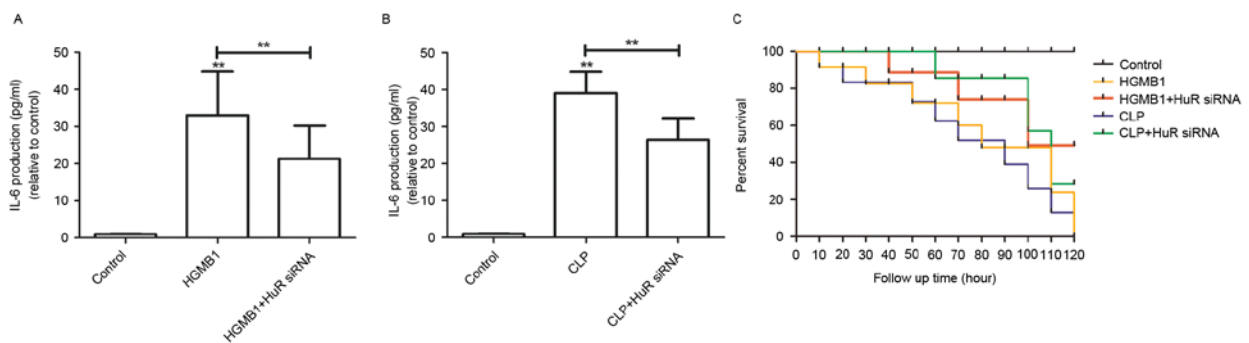 A
IL-6 production (pg/ml)
(relative to control)
50
40
30
20
10
0
**
**
Control
HGMB1
HGMB1+HuR siRNA
B
IL-6 production (pg/ml)
(relative to control)
50
40
30
20
10
0
**
**
Control
CLP
CLP+HuR siRNA
C
Percent survival
100
80
60
40
20
0
0 10 20 30 40 50 60 70 80 90 100 110 120
Follow up time (hour)
Control
HGMB1
HGMB1+HuR siRNA
CLP
CLP+HuR siRNA